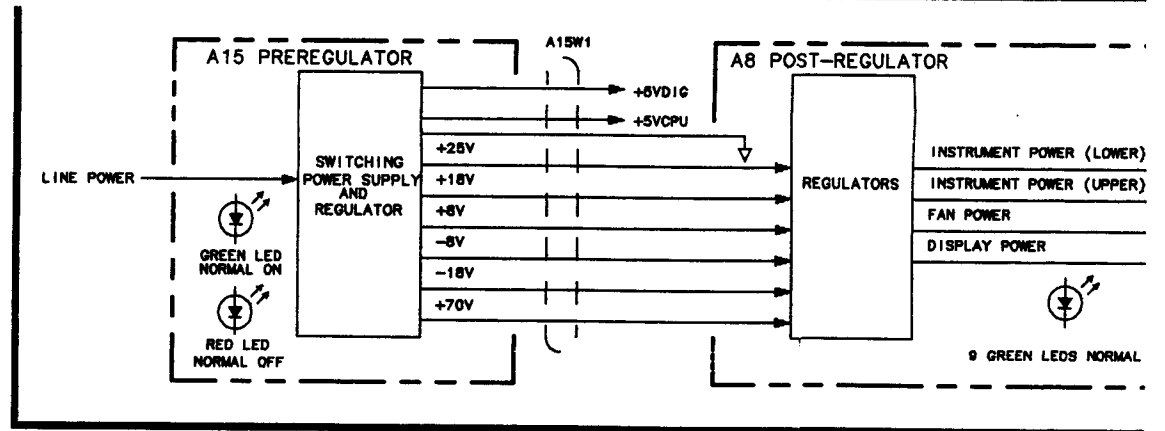 A15 PREREGULATOR
A15W1
A8 POST-REGULATOR
+5VDIG
+5VCPU
+25V
+18V
+8V
-8V
-18V
+70V
LINE POWER
SWITCHING
POWER SUPPLY
AND
REGULATOR
GREEN LED
NORMAL ON
RED LED
NORMAL OFF
REGULATORS
INSTRUMENT POWER (LOWER)
INSTRUMENT POWER (UPPER)
FAN POWER
DISPLAY POWER
9 GREEN LEDS NORMAL